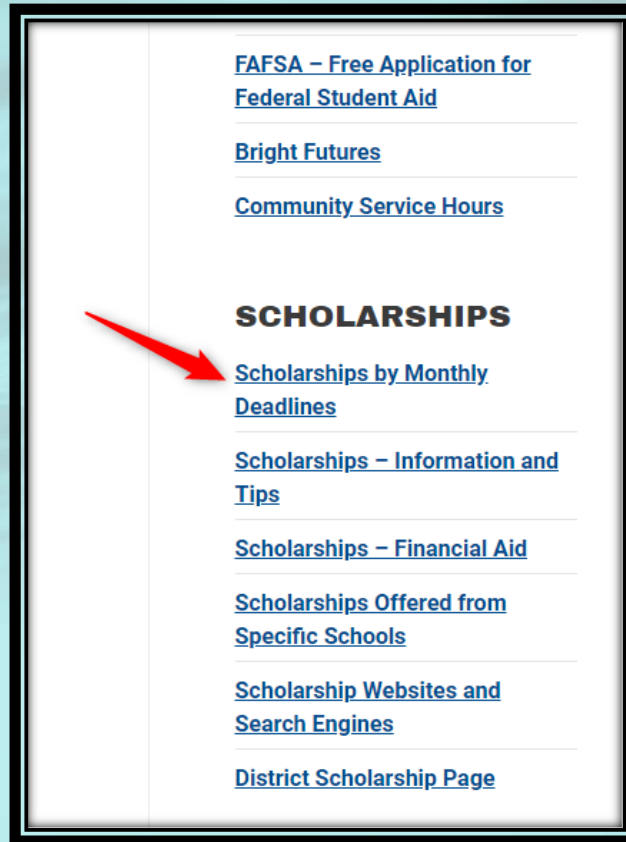 FAFSA – Free Application for
Federal Student Aid
Bright Futures
Community Service Hours
SCHOLARSHIPS
Scholarships by Monthly
Deadlines
Scholarships – Information and
Tips
Scholarships – Financial Aid
Scholarships Offered from
Specific Schools
Scholarship Websites and
Search Engines
District Scholarship Page